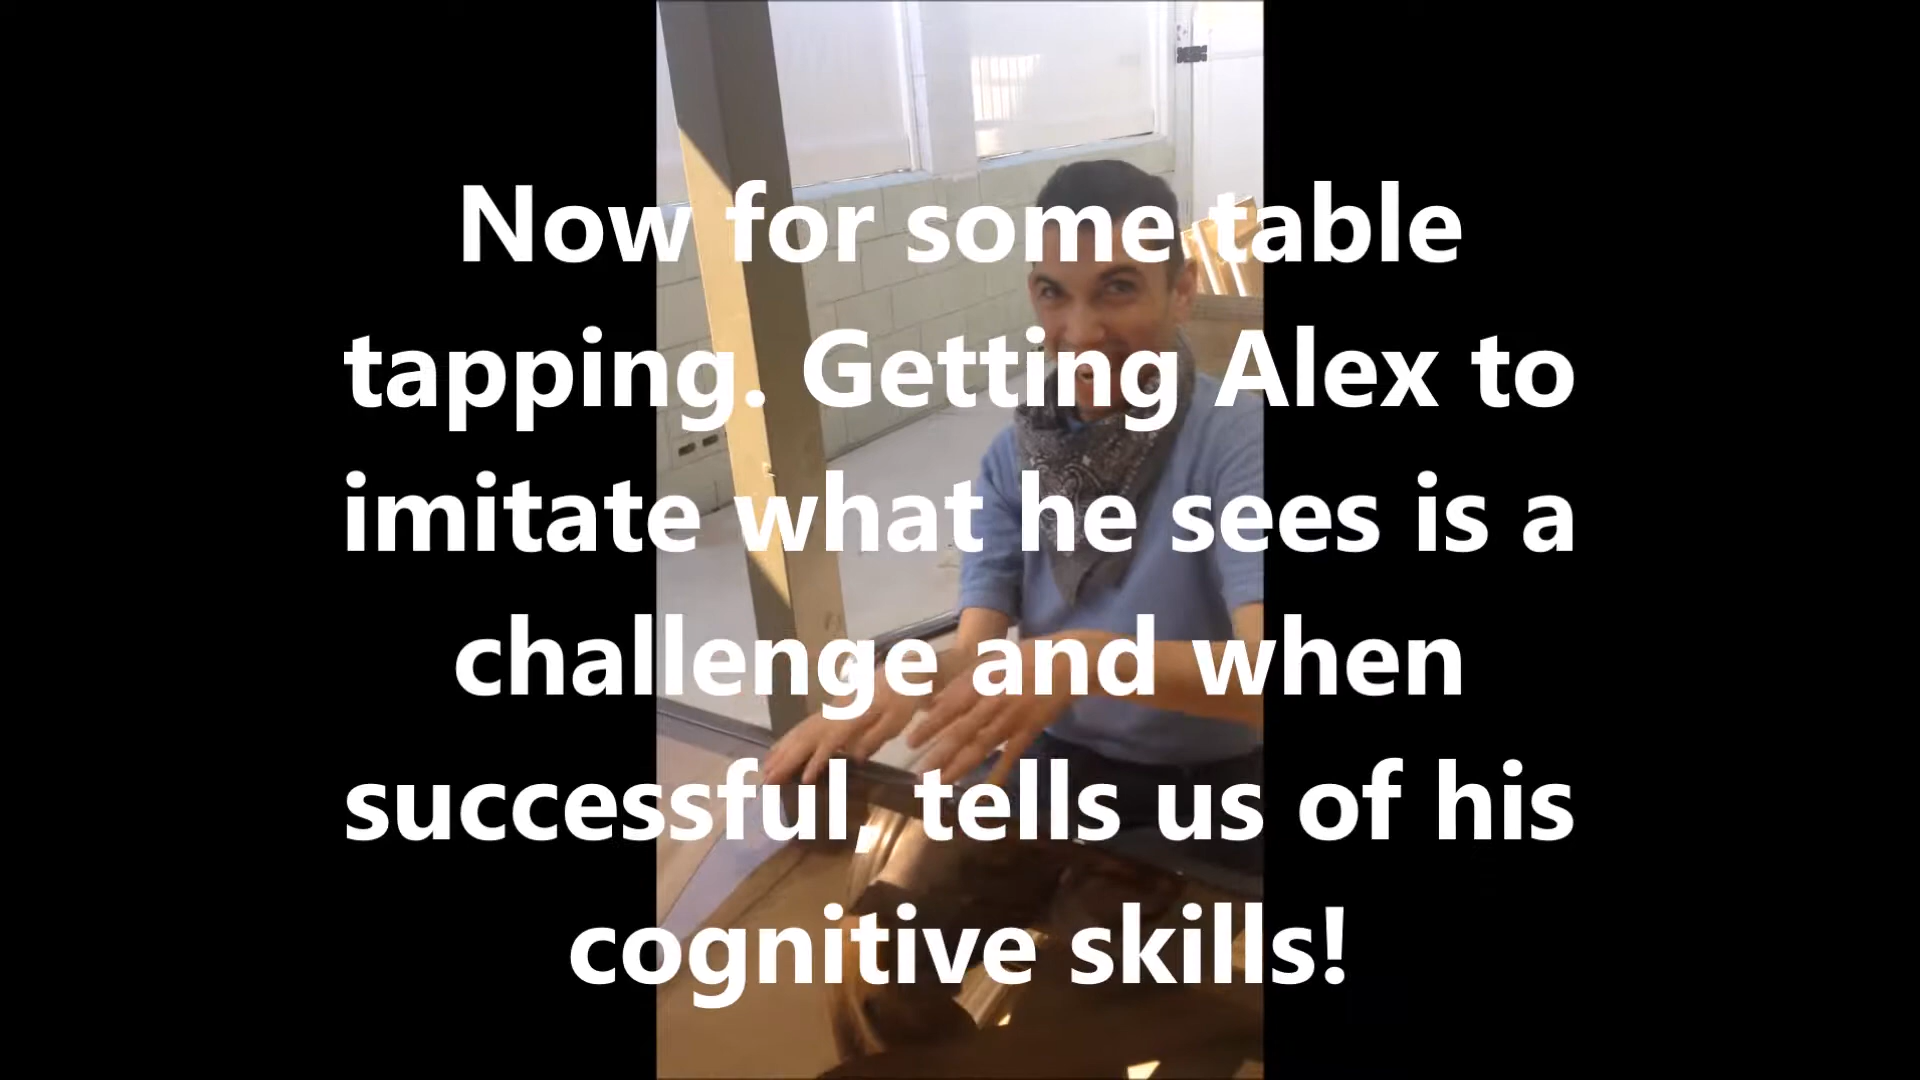 Now for some table
tapping. Getting Alex to
imitate what he sees is a
challenge and when
successful, tells us of his
cognitive skills!